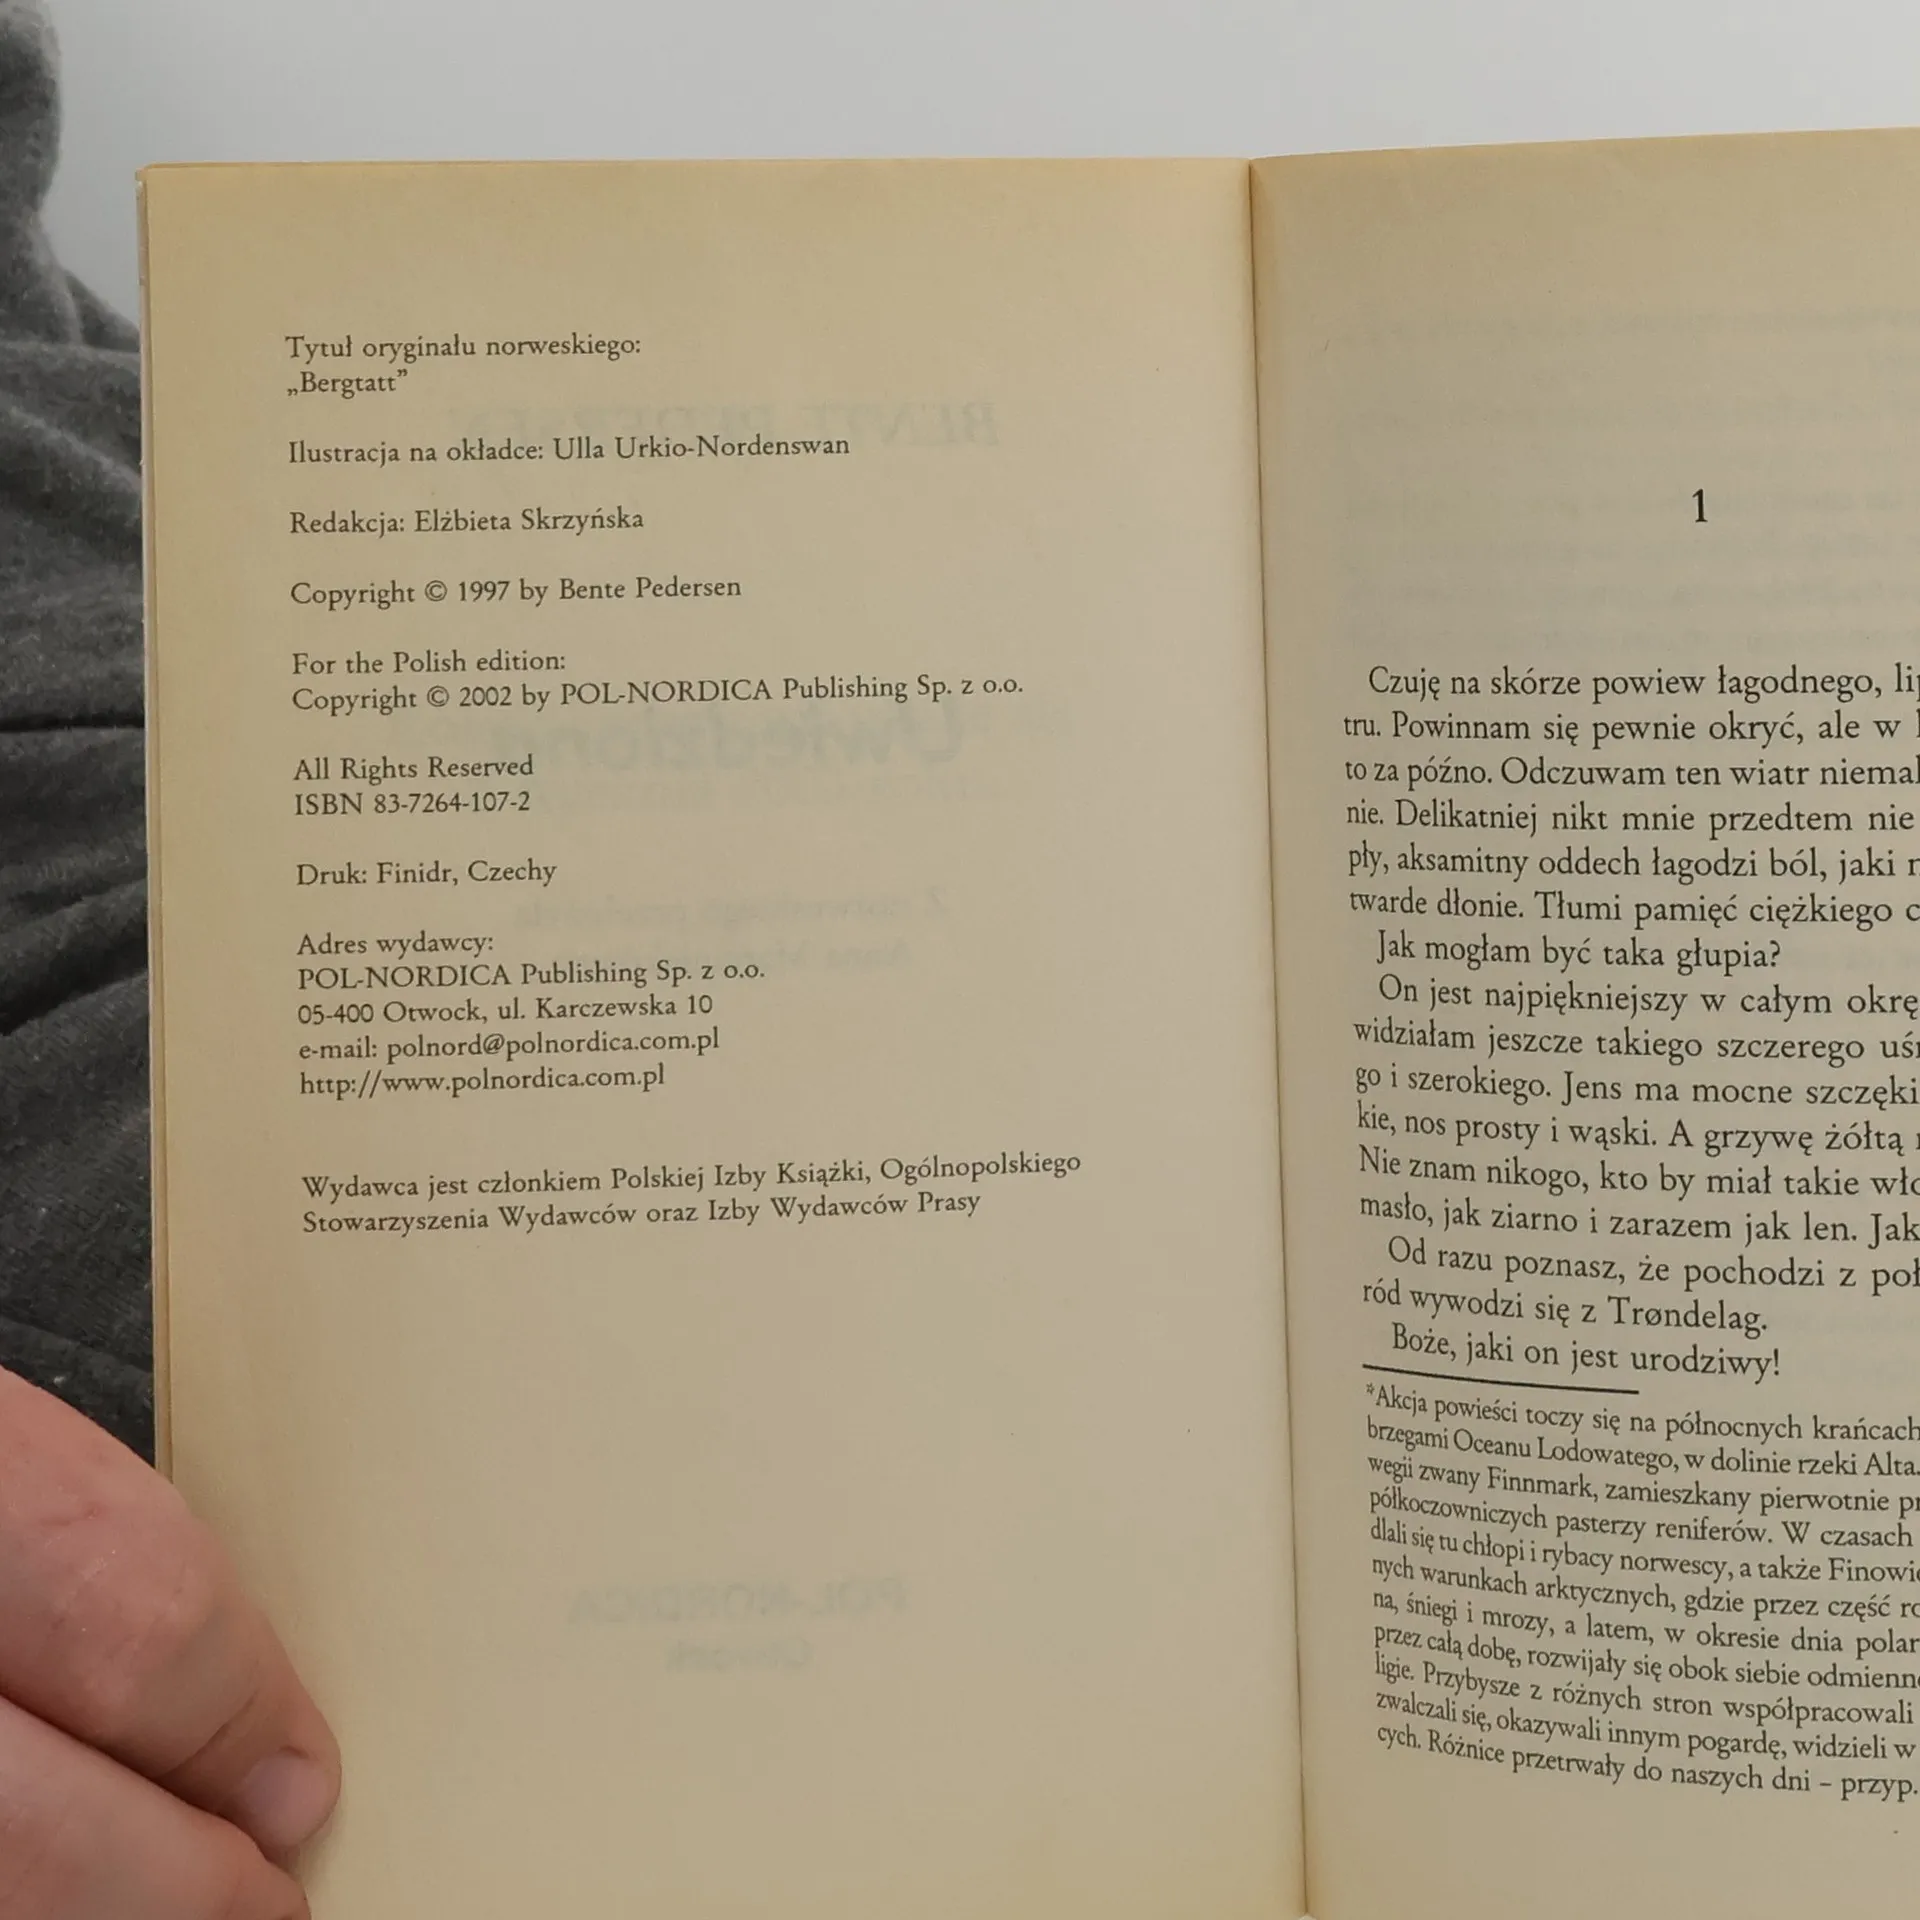 Tytuł oryginału norweskiego:
„Bergtatt”
Ilustracja na okładce: Ulla Urkio-Nordenswan
Redakcja: Elżbieta Skrzyńska
Copyright © 1997 by Bente Pedersen
For the Polish edition:
Copyright © 2002 by POL-NORDICA Publishing Sp. z o.o.
All Rights Reserved
ISBN 83-7264-107-2
Druk: Finidr, Czechy
Adres wydawcy:
POL-NORDICA Publishing Sp. z o.o.
05-400 Otwock, ul. Karczewska 10
e-mail: polnord@polnordica.com.pl
http://www.polnordica.com.pl
Wydawca jest członkiem Polskiej Izby Książki, Ogólnopolskiego
Stowarzyszenia Wydawców oraz Izby Wydawców Prasy
1
Czuję na skórze powiew łagodnego,
tru. Powinnam się pewnie okryć, ale w
to za późno. Odczuwam ten wiatr
nie. Delikatniej nikt mnie przedtem nie
pły, aksamitny oddech łagodzi ból, jaki
twarde dłonie. Tłumi pamięć ciężkiego
Jak mogłam być taka głupia?
On jest najpiękniejszy w całym
widziałam jeszcze takiego szczerego
go i szerokiego. Jens ma mocne szczęki
kie, nos prosty i wąski. A grzywę żółtą
Nie znam nikogo, kto by miał takie
masło, jak ziarno i zarazem jak len. Jak
Od razu poznasz, że pochodzi z
ród wywodzi się z Trøndelag.
Boże, jaki on jest urodziwy!
*Akcja powieści toczy się na północnych krańcach
brzegami Oceanu Lodowatego, w dolinie rzeki Alta.
wegii zwany Finnmark, zamieszkany pierwotnie
półkoczowniczych pasterzy reniferów. W czasach
dlali się tu chłopi i rybacy norwescy, a także
nych warunkach arktycznych, gdzie przez część
na, śniegi i mrozy, a latem, w okresie dnia
przez całą dobę, rozwijały się obok siebie
ligie. Przybysze z różnych stron współpracowali
zwalczali się, okazywali innym pogardę, widzieli w
cych. Różnice przetrwały do naszych dni – przyp.